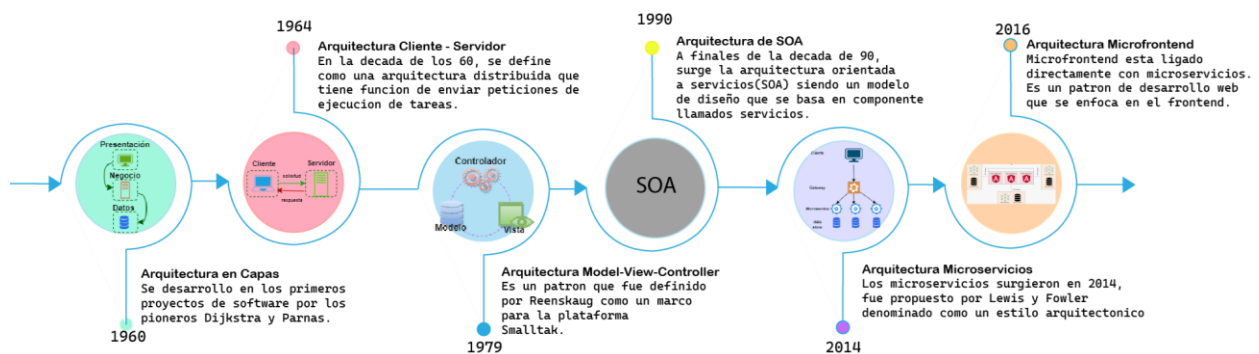 1964
Arquitectura Cliente - Servidor
En la decada de los 60, se define
como una arquitectura distribuida que
tiene funcion de enviar peticiones de
ejecucion de tareas.
1990
Arquitectura de SOA
A finales de la decada de 90,
surge la arquitectura orientada
a servicios(SOA) siendo un modelo
de diseño que se basa en componente
llamados servicios.
2016
Arquitectura Microfrontend
Microfrontend esta ligado
directamente con microservicios.
Es un patron de desarrollo web
que se enfoca en el frontend.
Presentación
Negocio
Datos
Cliente
Servidor
solicitud
respuesta
Controlador
Modelo
Vista
SOA
Cliente
Gateway
Microservicio
Arquitectura en Capas
Se desarrollo en los primeros
proyectos de software por los
pioneros Dijkstra y Parnas.
1960
Arquitectura Model-View-Controller
Es un patron que fue definido
por Reenskaug como un marco
para la plataforma
Smalltak.
1979
Arquitectura Microservicios
Los microservicios surgieron en 2014,
fue propuesto por Lewis y Fowler
denominado como un estilo arquitectonico
2014